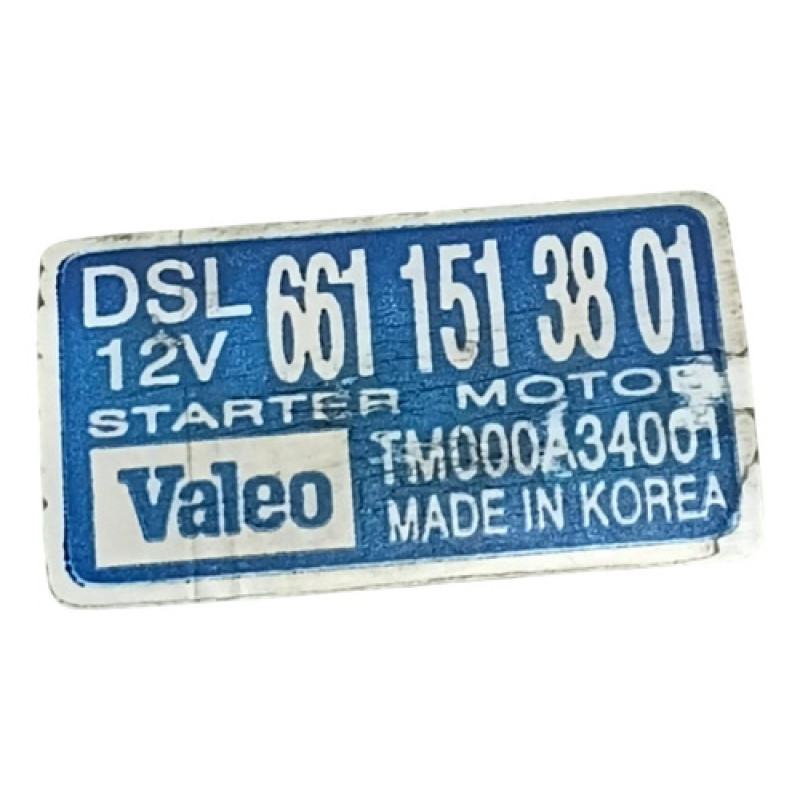 DSL 661 151 38 01
12V
STARTER MOTOR
Valeo TM000A34001
MADE IN KOREA